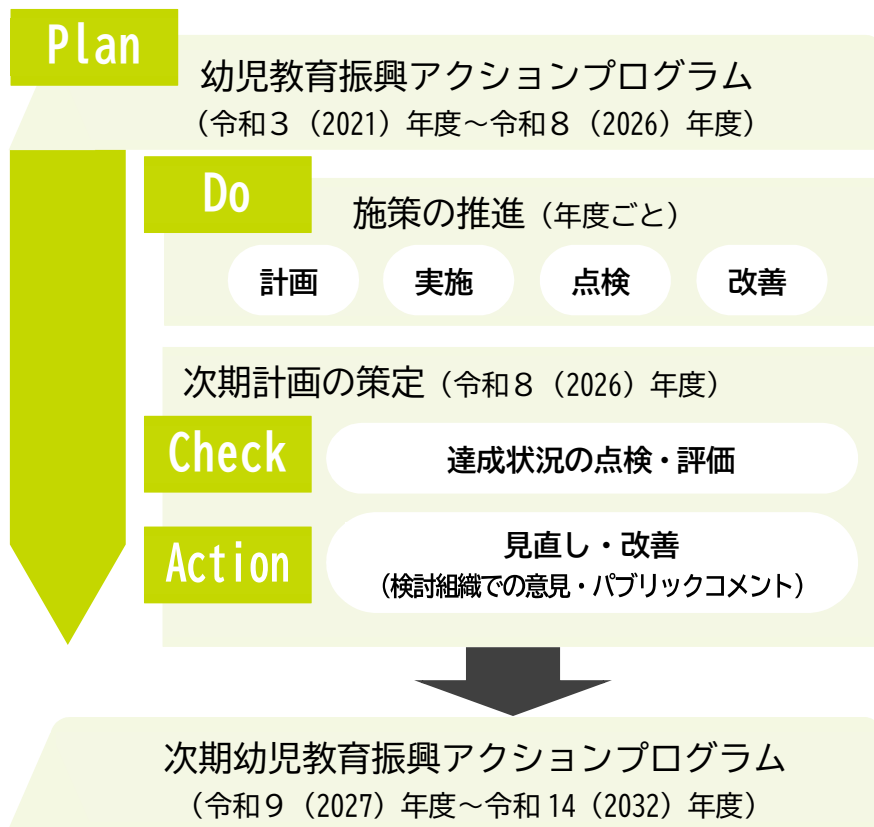 Plan
幼児教育振興アクションプログラム
（令和３（2021）年度～令和８（2026）年度）
Do
施策の推進（年度ごと）
計画
実施
点検
改善
次期計画の策定（令和８（2026）年度）
Check
達成状況の点検・評価
Action
見直し・改善
（検討組織での意見・パブリックコメント）
次期幼児教育振興アクションプログラム
（令和９（2027）年度～令和14（2032）年度）